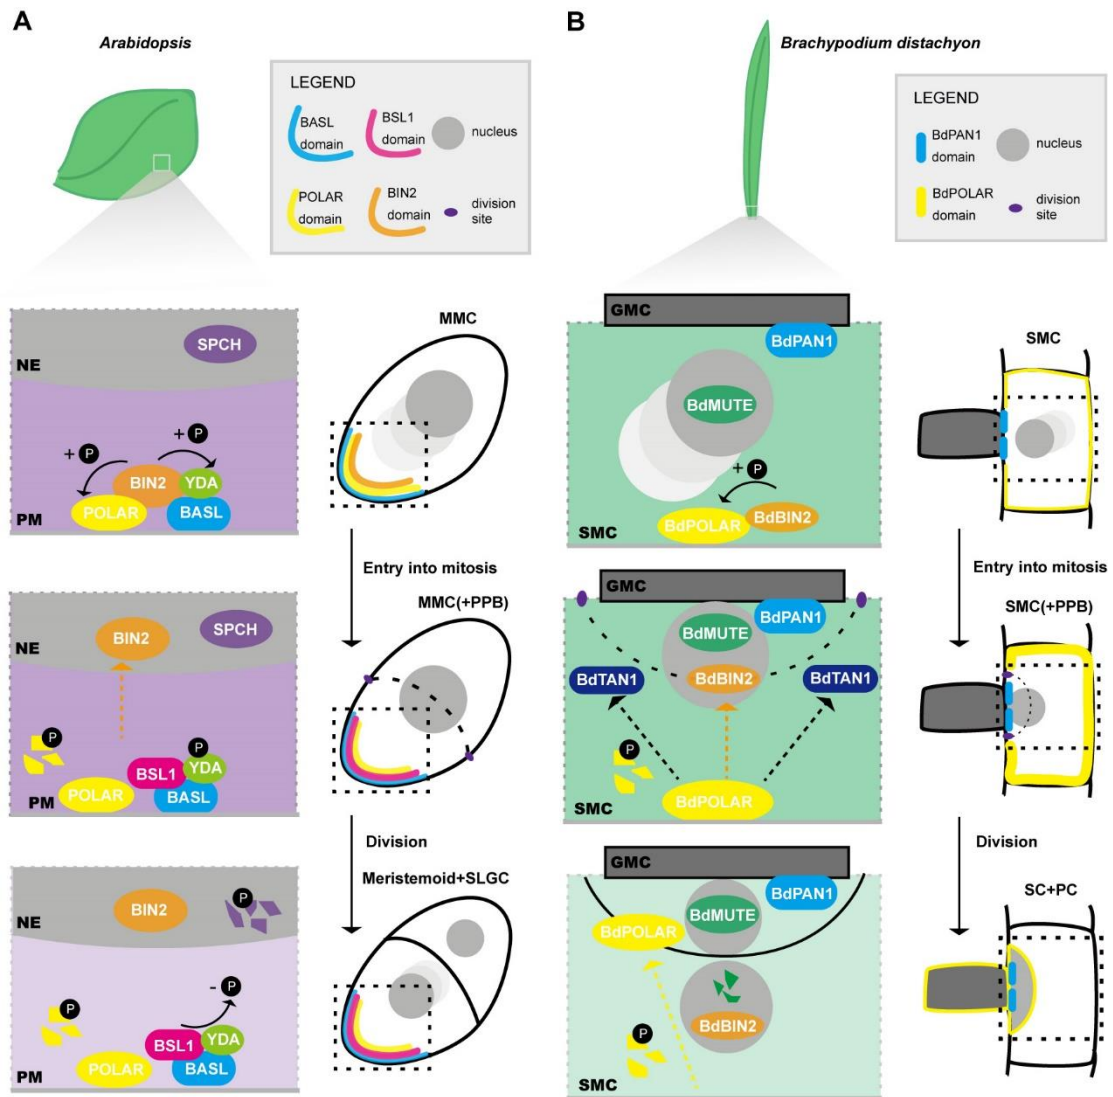 A
Arabidopsis
LEGEND
BASL
domain
BSL1
domain
nucleus
POLAR
domain
BIN2
domain
division
site
NE
SPCH
+ P
+ P
BIN2
YDA
POLAR
BASL
PM
MMC
Entry into mitosis
NE
BIN2
SPCH
P
P
BSL1
YDA
POLAR
BASL
PM
MMC(+PPB)
Division
NE
BIN2
P
- P
P
BSL1
YDA
POLAR
BASL
PM
Meristemoid+SLGC
B
Brachypodium distachyon
LEGEND
BdPAN1
domain
nucleus
BdPOLAR
domain
division
site
GMC
BdPAN1
BdMUTE
+ P
BdPOLAR
BdBIN2
SMC
SMC
Entry into mitosis
GMC
BdMUTE
BdPAN1
BdTAN1
BdBIN2
BdTAN1
P
BdPOLAR
SMC
SMC(+PPB)
Division
GMC
BdPAN1
BdMUTE
BdPOLAR
BdBIN2
P
SMC
SC+PC